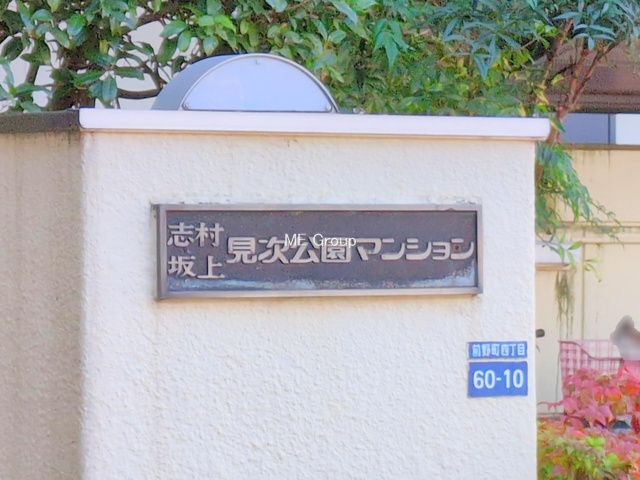 志村
坂上
見次公園マンション
ME Group
前野町四丁目
60-10